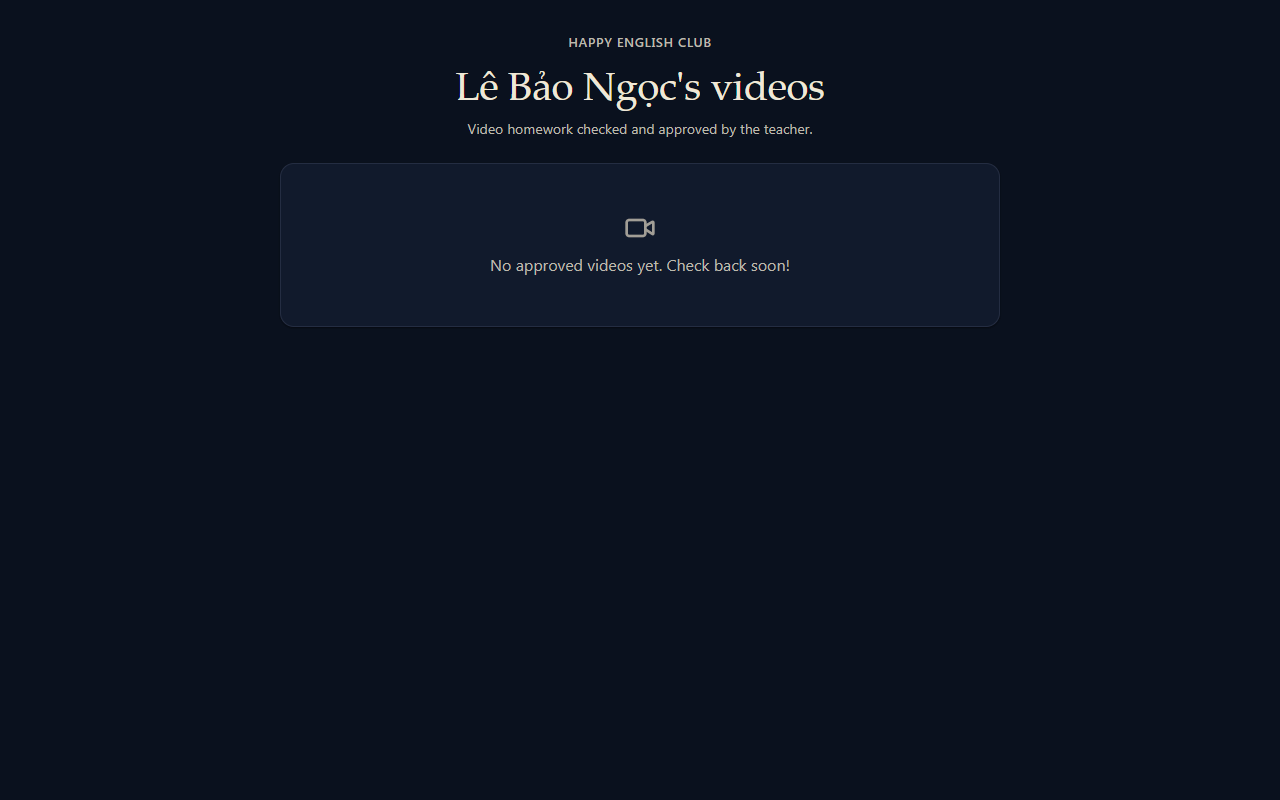 HAPPY ENGLISH CLUB
Lê Bảo Ngọc's videos
Video homework checked and approved by the teacher.
No approved videos yet. Check back soon!